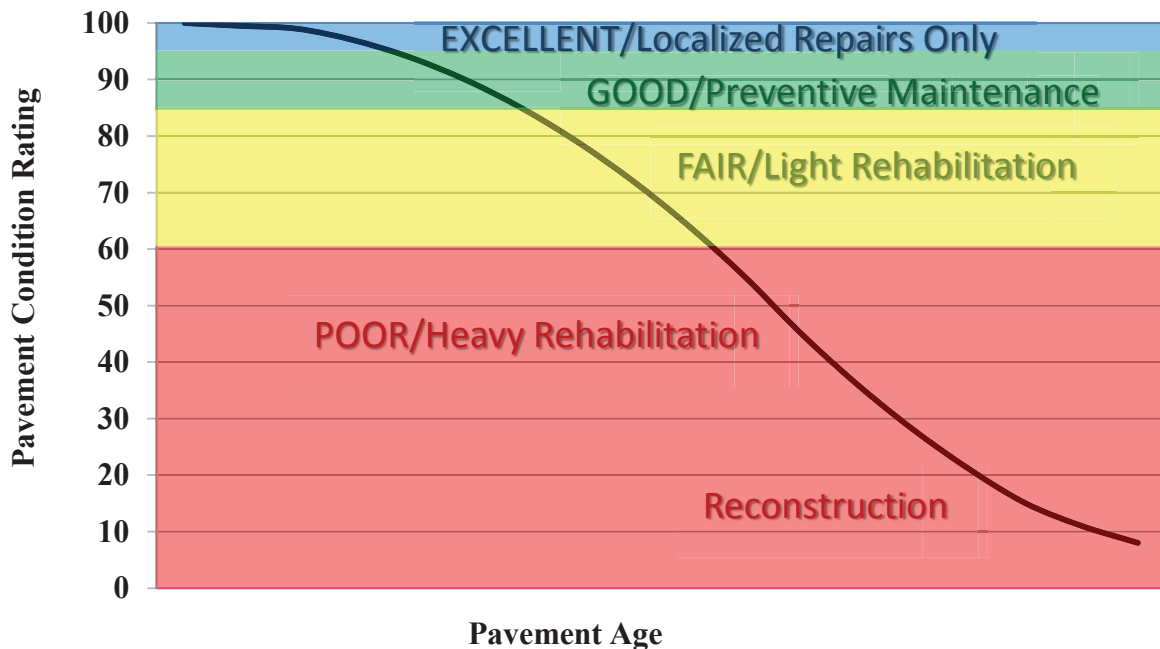 Pavement Condition Rating
100
90
80
70
60
50
40
30
20
10
0
EXCELLENT/Localized Repairs Only
GOOD/Preventive Maintenance
FAIR/Light Rehabilitation
POOR/Heavy Rehabilitation
Reconstruction
Pavement Age